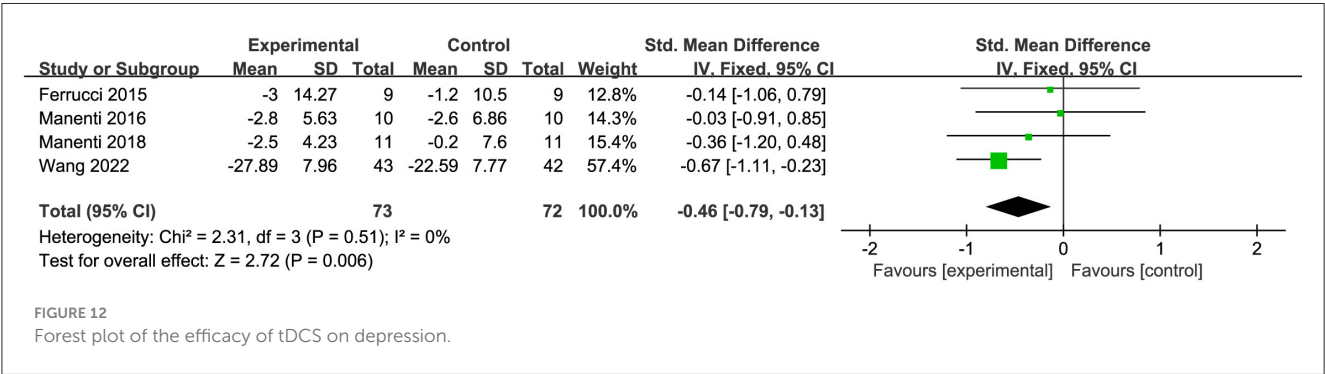 Experimental Control Std. Mean Difference Std. Mean Difference
Study or Subgroup Mean SD Total Mean SD Total Weight IV, Fixed, 95% CI IV, Fixed, 95% CI
Ferrucci 2015 -3 14.27 9 -1.2 10.5 9 12.8% -0.14 [-1.06, 0.79]
Manenti 2016 -2.8 5.63 10 -2.6 6.86 10 14.3% -0.03 [-0.91, 0.85]
Manenti 2018 -2.5 4.23 11 -0.2 7.6 11 15.4% -0.36 [-1.20, 0.48]
Wang 2022 -27.89 7.96 43 -22.59 7.77 42 57.4% -0.67 [-1.11, -0.23]
Total (95% CI) 73 72 100.0% -0.46 [-0.79, -0.13]
Heterogeneity: Chi² = 2.31, df = 3 (P = 0.51); I² = 0%
Test for overall effect: Z = 2.72 (P = 0.006)
-2 -1 0 1 2
Favours [experimental] Favours [control]
FIGURE 12
Forest plot of the efficacy of tDCS on depression.